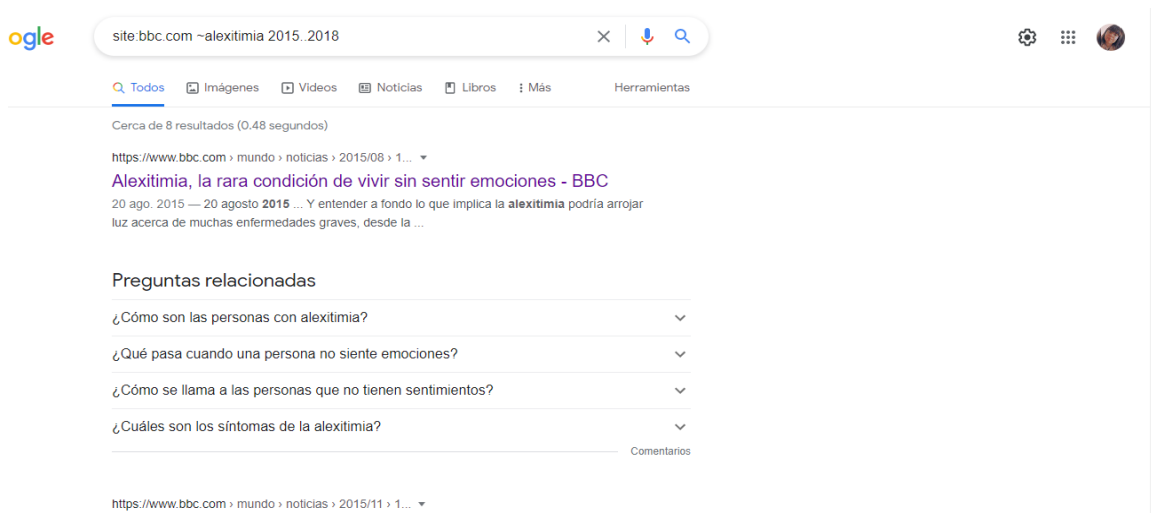 ogle
site:bbc.com ~alexitimia 2015..2018
Todos Imágenes Videos Noticias Libros Más Herramientas
Cerca de 8 resultados (0.48 segundos)
https://www.bbc.com › mundo › noticias › 2015/08 › 1...
Alexitimia, la rara condición de vivir sin sentir emociones - BBC
20 ago. 2015 — 20 agosto 2015 ... Y entender a fondo lo que implica la alexitimia podría arrojar
luz acerca de muchas enfermedades graves, desde la ...
Preguntas relacionadas
¿Cómo son las personas con alexitimia?
¿Qué pasa cuando una persona no siente emociones?
¿Cómo se llama a las personas que no tienen sentimientos?
¿Cuáles son los síntomas de la alexitimia?
Comentarios
https://www.bbc.com › mundo › noticias › 2015/11 › 1...